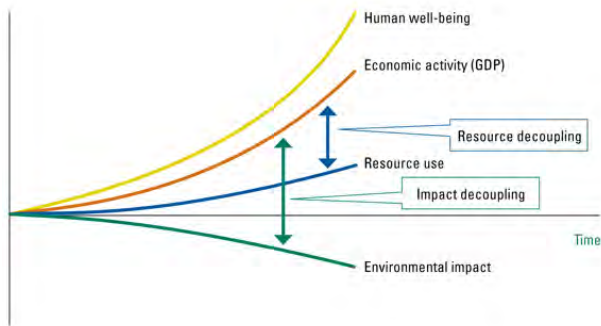 Human well-being
Economic activity (GDP)
Resource decoupling
Resource use
Impact decoupling
Time
Environmental impact